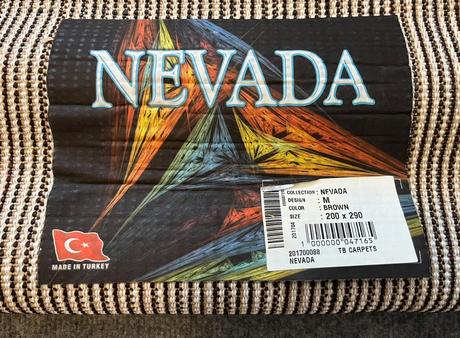 NEVADA
COLLECTION : NEVADA
DESIGN : M
COLOR : BROWN
SIZE : 200 x 290
201704
1 000000 047165
201700088 TB CARPETS
NEVADA
MADE IN TURKEY